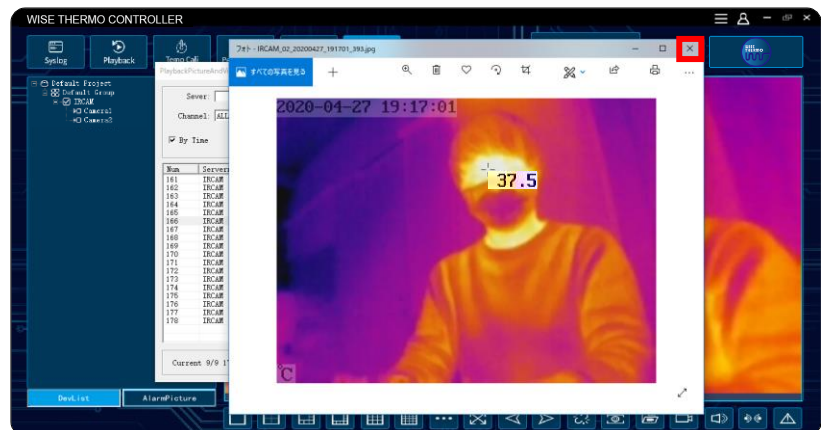 WISE THERMO CONTROLLER
Syslog
Playback
Temp Cali
フォト - IRCAM_02_20200427_191701_393.jpg
すべての写真を見る
PlaybackPictureAndVi
Default Project
Default Group
IRCAM
Camera1
Camera2
Sever:
Channel: ALL
By Time
Num Server
161 IRCAM
162 IRCAM
163 IRCAM
164 IRCAM
165 IRCAM
166 IRCAM
167 IRCAM
168 IRCAM
169 IRCAM
170 IRCAM
171 IRCAM
172 IRCAM
173 IRCAM
174 IRCAM
175 IRCAM
176 IRCAM
177 IRCAM
178 IRCAM
Current 9/9 17
2020-04-27 19:17:01
37.5
°C
DevList
AlarmPicture